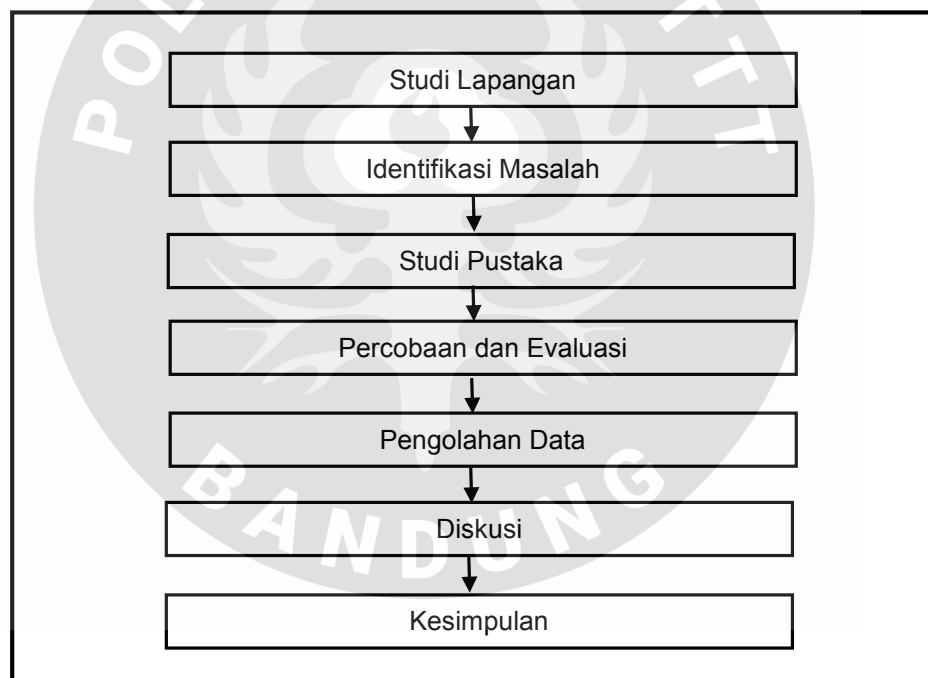 Studi Lapangan
Identifikasi Masalah
Studi Pustaka
Percobaan dan Evaluasi
Pengolahan Data
Diskusi
Kesimpulan
BANDUNG